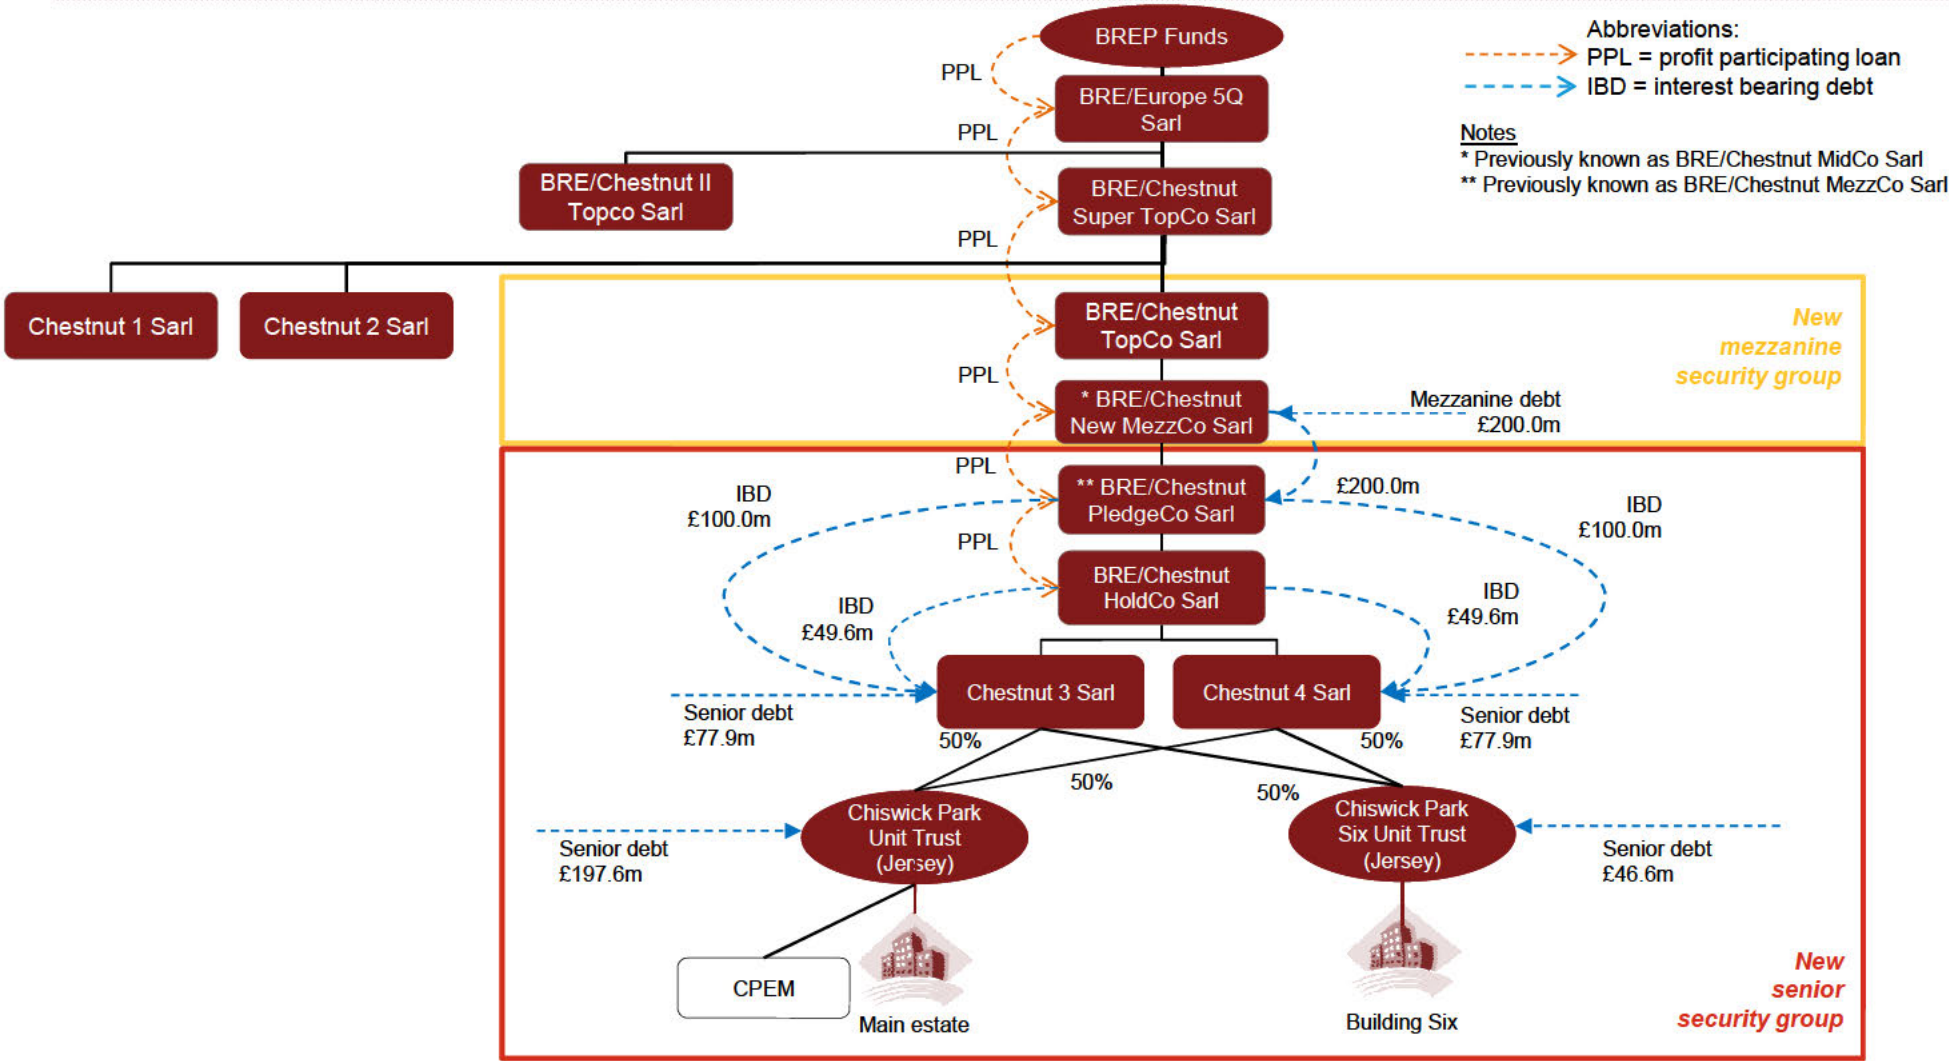 BREP Funds
Abbreviations:
PPL = profit participating loan
IBD = interest bearing debt
Notes
* Previously known as BRE/Chestnut MidCo Sarl
** Previously known as BRE/Chestnut MezzCo Sarl
PPL
BRE/Europe 5Q
Sarl
PPL
BRE/Chestnut II
Topco Sarl
BRE/Chestnut
Super TopCo Sarl
PPL
Chestnut 1 Sarl
Chestnut 2 Sarl
BRE/Chestnut
TopCo Sarl
New
mezzanine
security group
PPL
* BRE/Chestnut
New MezzCo Sarl
Mezzanine debt
£200.0m
PPL
** BRE/Chestnut
PledgeCo Sarl
£200.0m
IBD
£100.0m
IBD
£100.0m
PPL
BRE/Chestnut
HoldCo Sarl
IBD
£49.6m
IBD
£49.6m
Chestnut 3 Sarl
Chestnut 4 Sarl
Senior debt
£77.9m
Senior debt
£77.9m
50%
50%
50%
50%
Chiswick Park
Unit Trust
(Jersey)
Chiswick Park
Six Unit Trust
(Jersey)
Senior debt
£197.6m
Senior debt
£46.6m
CPEM
Main estate
Building Six
New
senior
security group